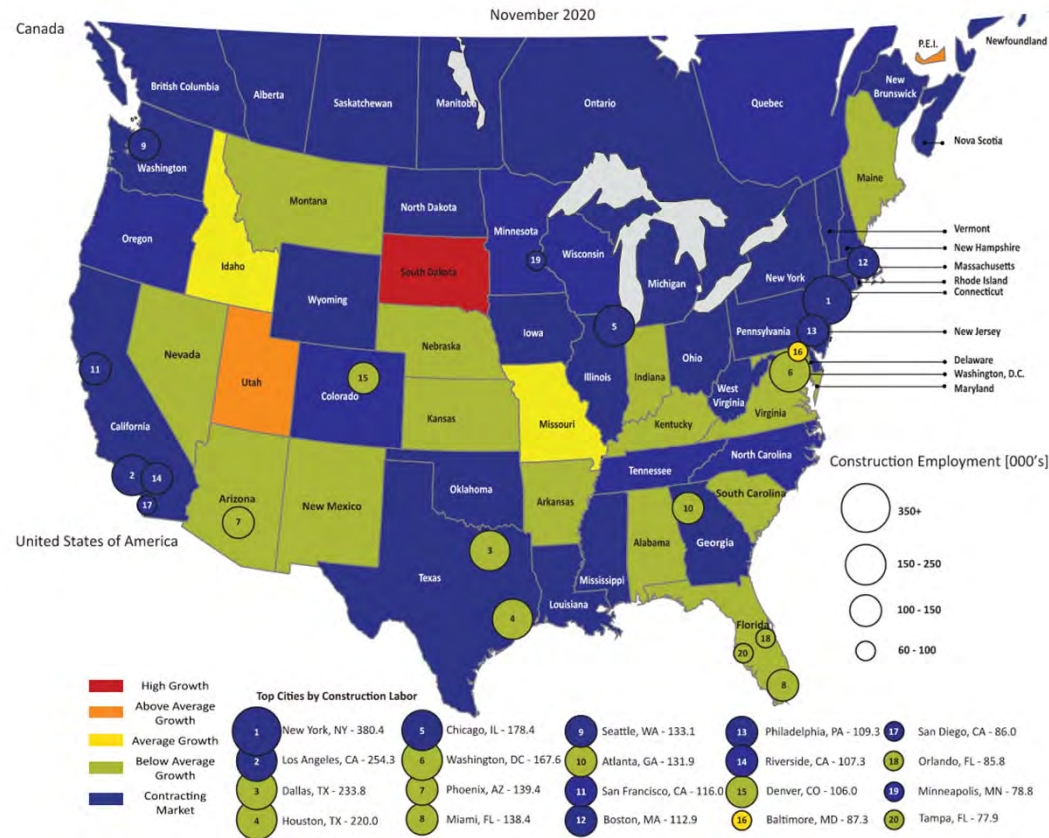 November 2020
Canada
Newfoundland
P.E.I.
British Columbia
Alberta
Saskatchewan
Manitoba
Ontario
Quebec
New
Brunswick
Nova Scotia
9
Washington
Montana
North Dakota
Minnesota
Maine
Oregon
Idaho
South Dakota
19
Wisconsin
Michigan
New York
12
Vermont
New Hampshire
Massachusetts
Rhode Island
Connecticut
Wyoming
Iowa
5
1
Pennsylvania
13
New Jersey
Nevada
Utah
Colorado
15
Nebraska
Illinois
Indiana
Ohio
West
Virginia
16
6
Delaware
Washington, D.C.
Maryland
11
California
Kansas
Missouri
Kentucky
Virginia
2
14
17
Arizona
7
New Mexico
Oklahoma
Arkansas
Tennessee
North Carolina
South Carolina
Construction Employment [000's]
350+
150 - 250
100 - 150
60 - 100
United States of America
Texas
3
4
Louisiana
Mississippi
Alabama
10
Georgia
Florida
18
20
8
High Growth
Above Average
Growth
Average Growth
Below Average
Growth
Contracting
Market
Top Cities by Construction Labor
1 New York, NY - 380.4
2 Los Angeles, CA - 254.3
3 Dallas, TX - 233.8
4 Houston, TX - 220.0
5 Chicago, IL - 178.4
6 Washington, DC - 167.6
7 Phoenix, AZ - 139.4
8 Miami, FL - 138.4
9 Seattle, WA - 133.1
10 Atlanta, GA - 131.9
11 San Francisco, CA - 116.0
12 Boston, MA - 112.9
13 Philadelphia, PA - 109.3
14 Riverside, CA - 107.3
15 Denver, CO - 106.0
16 Baltimore, MD - 87.3
17 San Diego, CA - 86.0
18 Orlando, FL - 85.8
19 Minneapolis, MN - 78.8
20 Tampa, FL - 77.9